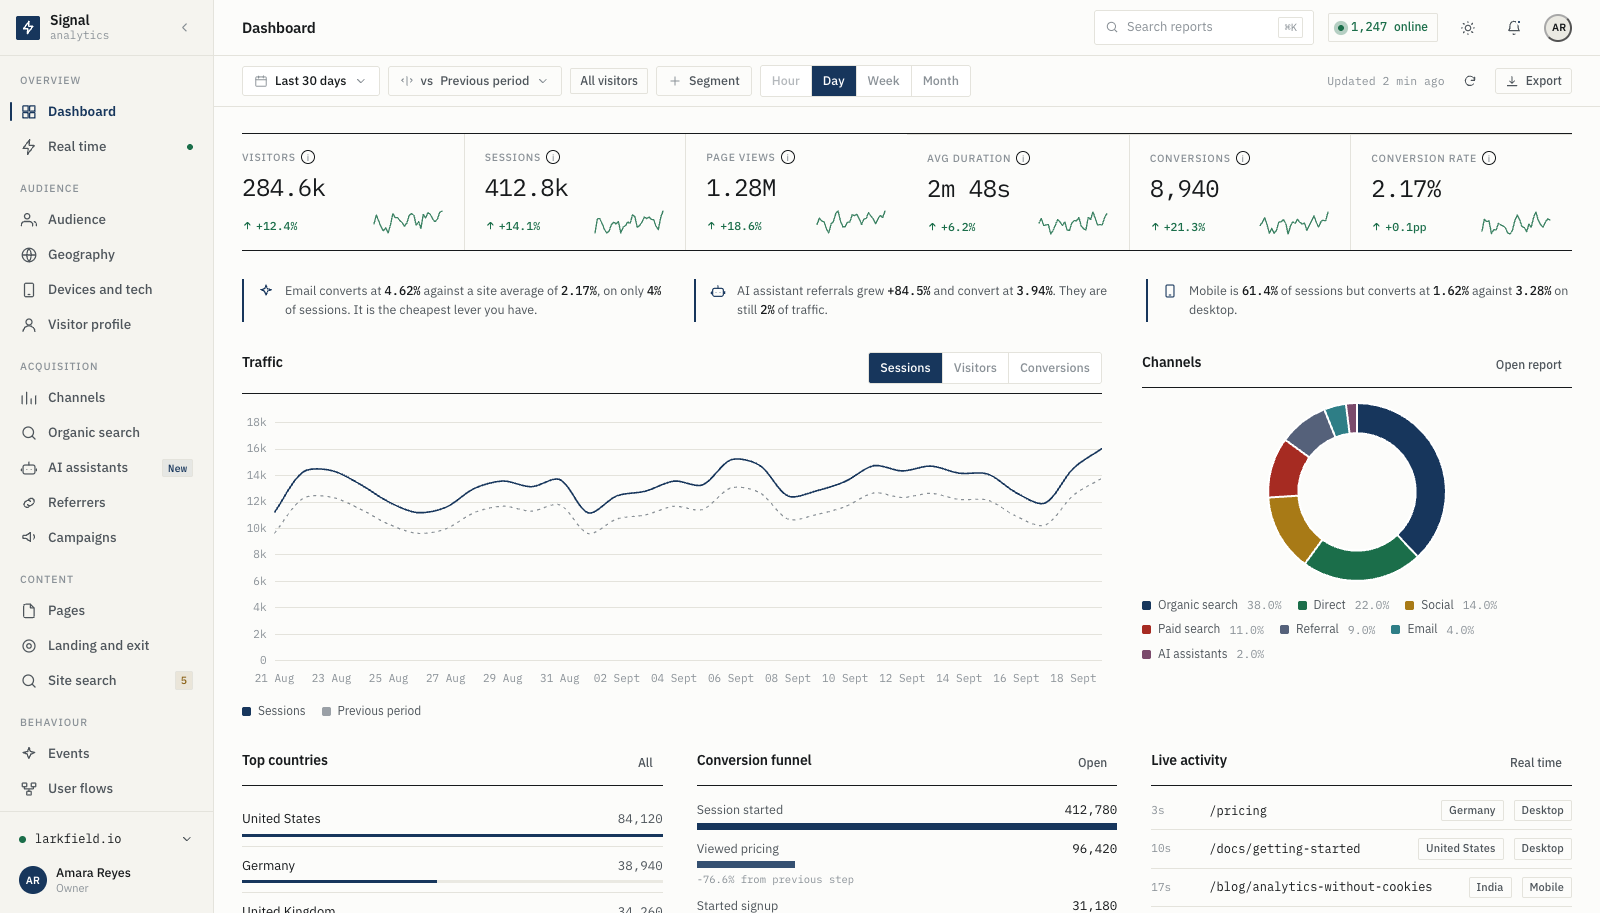 Signal
analytics
OVERVIEW
Dashboard
Real time
AUDIENCE
Audience
Geography
Devices and tech
Visitor profile
ACQUISITION
Channels
Organic search
AI assistants New
Referrers
Campaigns
CONTENT
Pages
Landing and exit
Site search 5
BEHAVIOUR
Events
User flows
larkfield.io
AR Amara Reyes
Owner
Dashboard
Search reports ⌘K
1,247 online
AR
Last 30 days
vs Previous period
All visitors
Segment
Hour Day Week Month
Updated 2 min ago
Export
VISITORS
284.6k
↑ +12.4%
SESSIONS
412.8k
↑ +14.1%
PAGE VIEWS
1.28M
↑ +18.6%
AVG DURATION
2m 48s
↑ +6.2%
CONVERSIONS
8,940
↑ +21.3%
CONVERSION RATE
2.17%
↑ +0.1pp
Email converts at 4.62% against a site average of 2.17%, on only 4%
of sessions. It is the cheapest lever you have.
AI assistant referrals grew +84.5% and convert at 3.94%. They are
still 2% of traffic.
Mobile is 61.4% of sessions but converts at 1.62% against 3.28% on
desktop.
Traffic
Sessions Visitors Conversions
18k
16k
14k
12k
10k
8k
6k
4k
2k
0
21 Aug 23 Aug 25 Aug 27 Aug 29 Aug 31 Aug 02 Sept 04 Sept 06 Sept 08 Sept 10 Sept 12 Sept 14 Sept 16 Sept 18 Sept
Sessions Previous period
Channels
Open report
Organic search 38.0% Direct 22.0% Social 14.0%
Paid search 11.0% Referral 9.0% Email 4.0%
AI assistants 2.0%
Top countries All
United States 84,120
Germany 38,940
United Kingdom 34,260
Conversion funnel Open
Session started 412,780
Viewed pricing 96,420
-76.6% from previous step
Started signup 31,180
Live activity Real time
3s /pricing Germany Desktop
10s /docs/getting-started United States Desktop
17s /blog/analytics-without-cookies India Mobile